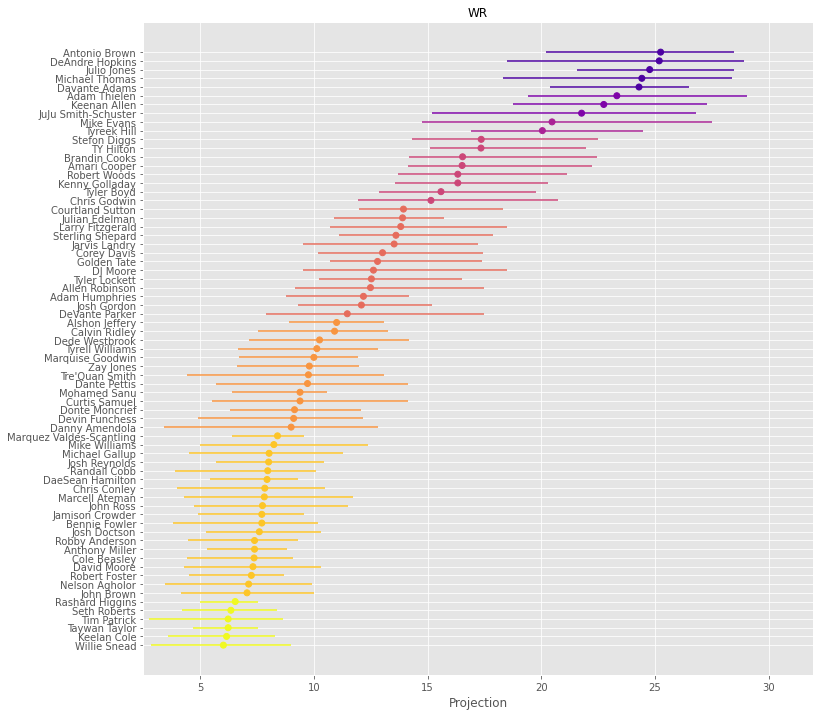 WR
Antonio Brown
DeAndre Hopkins
Julio Jones
Michael Thomas
Davante Adams
Adam Thielen
Keenan Allen
JuJu Smith-Schuster
Mike Evans
Tyreek Hill
Stefon Diggs
TY Hilton
Brandin Cooks
Amari Cooper
Robert Woods
Kenny Golladay
Tyler Boyd
Chris Godwin
Courtland Sutton
Julian Edelman
Larry Fitzgerald
Sterling Shepard
Jarvis Landry
Corey Davis
Golden Tate
DJ Moore
Tyler Lockett
Allen Robinson
Adam Humphries
Josh Gordon
DeVante Parker
Alshon Jeffery
Calvin Ridley
Dede Westbrook
Tyrell Williams
Marquise Goodwin
Zay Jones
Tre'Quan Smith
Dante Pettis
Mohamed Sanu
Curtis Samuel
Donte Moncrief
Devin Funchess
Danny Amendola
Marquez Valdes-Scantling
Mike Williams
Michael Gallup
Josh Reynolds
Randall Cobb
DaeSean Hamilton
Chris Conley
Marcell Ateman
John Ross
Jamison Crowder
Bennie Fowler
Josh Doctson
Robby Anderson
Anthony Miller
Cole Beasley
David Moore
Robert Foster
Nelson Agholor
John Brown
Rashard Higgins
Seth Roberts
Tim Patrick
Taywan Taylor
Keelan Cole
Willie Snead
5 10 15 20 25 30
Projection